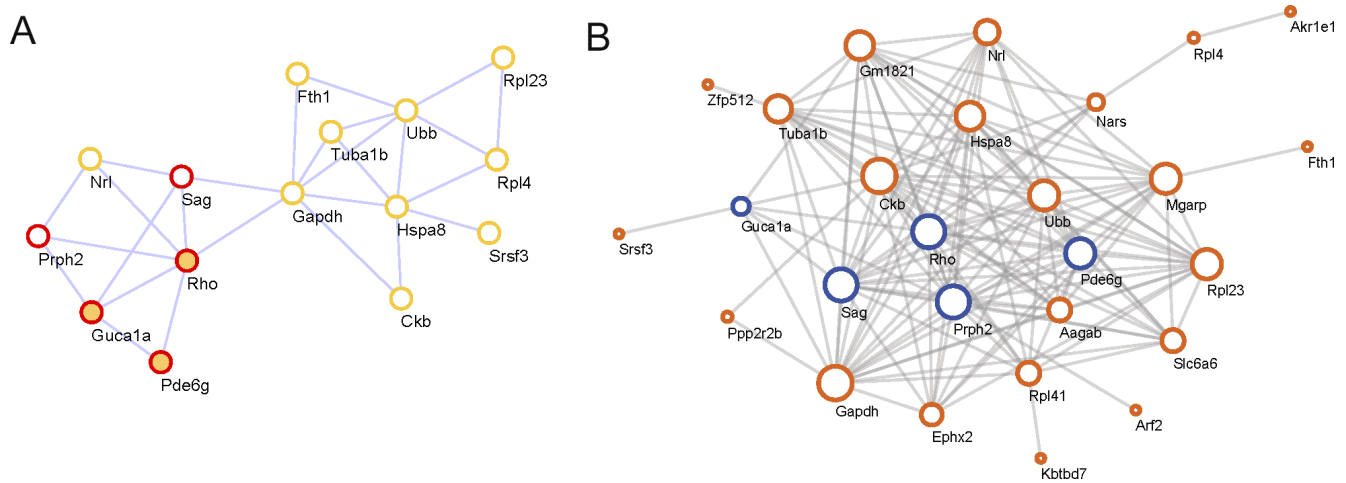 A
Fth1
Rpl23
Ubb
Tuba1b
Rpl4
Nrl
Sag
Gapdh
Hspa8
Srsf3
Prph2
Rho
Ckb
Guca1a
Pde6g
B
Akr1e1
Nrl
Rpl4
Gm1821
Zfp512
Nars
Tuba1b
Hspa8
Fth1
Ckb
Mgarp
Guca1a
Ubb
Srsf3
Rho
Pde6g
Rpl23
Sag
Prph2
Aagab
Ppp2r2b
Slc6a6
Rpl41
Gapdh
Arf2
Ephx2
Kbtbd7